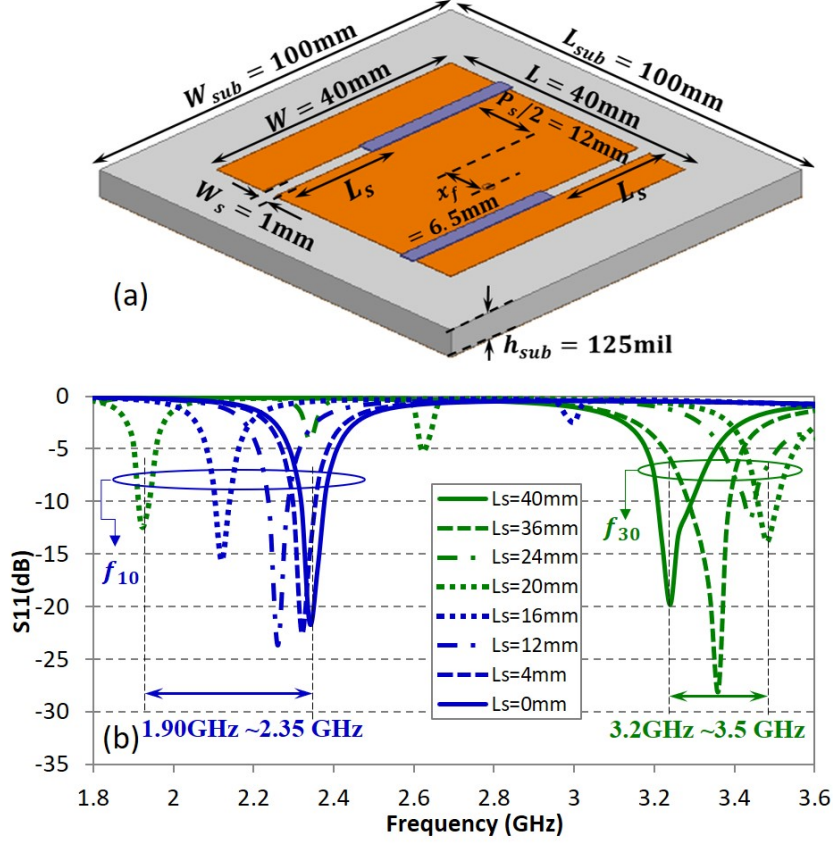 W_sub = 100mm
L_sub = 100mm
W = 40mm
L = 40mm
P_s/2 = 12mm
L_s
W_s = 1mm
x_f
= 6.5mm
L_s
(a)
h_sub = 125mil
0
-5
-10
-15
-20
-25
-30
-35
S11(dB)
f_10
f_30
Ls=40mm
Ls=36mm
Ls=24mm
Ls=20mm
Ls=16mm
Ls=12mm
Ls=4mm
Ls=0mm
(b)
1.90GHz ~2.35 GHz
3.2GHz ~3.5 GHz
1.8 2 2.2 2.4 2.6 2.8 3 3.2 3.4 3.6
Frequency (GHz)